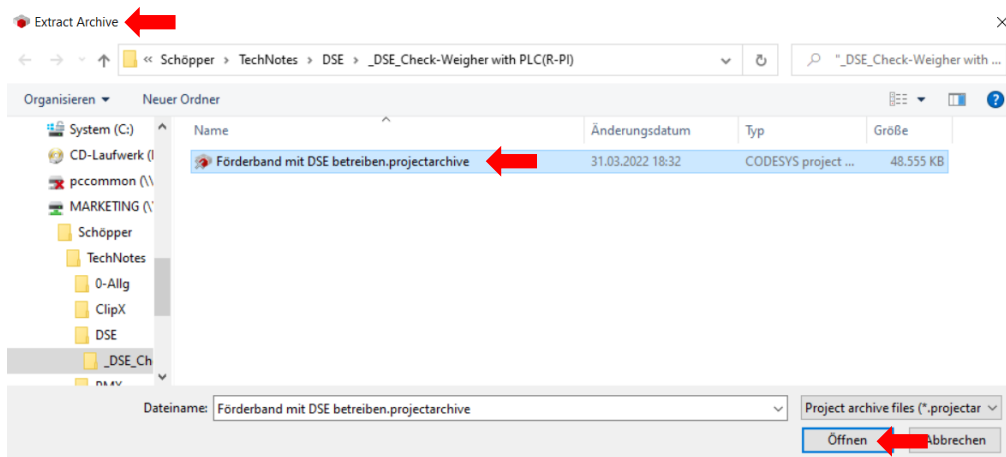 Extract Archive
« Schöpper › TechNotes › DSE › _DSE_Check-Weigher with PLC(R-PI)
"_DSE_Check-Weigher with ...
Organisieren Neuer Ordner
System (C:)
CD-Laufwerk (
pccommon (\\
MARKETING (\
Schöpper
TechNotes
0-Allg
ClipX
DSE
_DSE_Ch
Name Änderungsdatum Typ Größe
Förderband mit DSE betreiben.projectarchive 31.03.2022 18:32 CODESYS project ... 48.555 KB
Dateiname: Förderband mit DSE betreiben.projectarchive Project archive files (*.projectar
Öffnen Abbrechen